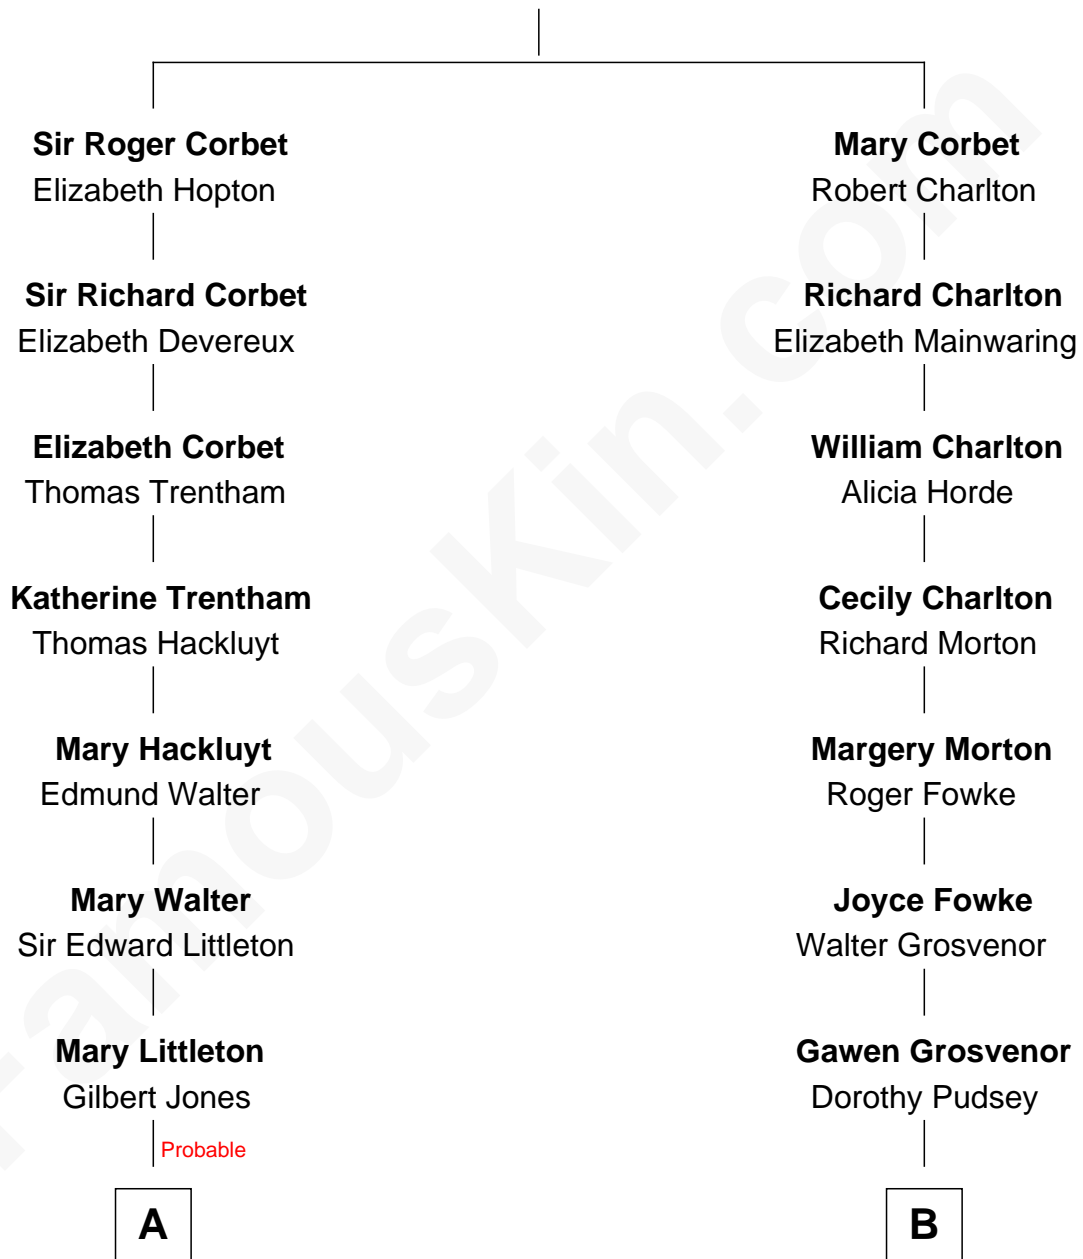 Sir Roger Corbet
Elizabeth Hopton
Mary Corbet
Robert Charlton
Sir Richard Corbet
Elizabeth Devereux
Richard Charlton
Elizabeth Mainwaring
Elizabeth Corbet
Thomas Trentham
William Charlton
Alicia Horde
Katherine Trentham
Thomas Hackluyt
Cecily Charlton
Richard Morton
Mary Hackluyt
Edmund Walter
Margery Morton
Roger Fowke
Mary Walter
Sir Edward Littleton
Joyce Fowke
Walter Grosvenor
Mary Littleton
Gilbert Jones
Gawen Grosvenor
Dorothy Pudsey
Probable
A
B
FamousKin.com